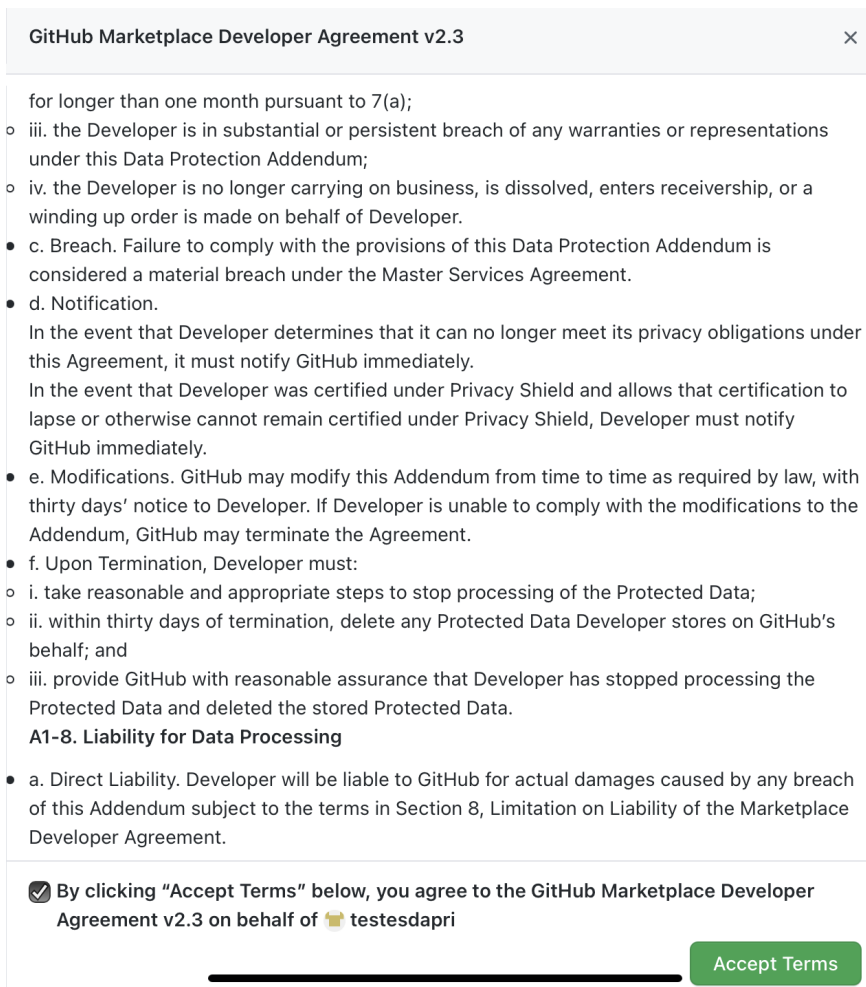 GitHub Marketplace Developer Agreement v2.3
for longer than one month pursuant to 7(a);
iii. the Developer is in substantial or persistent breach of any warranties or representations
under this Data Protection Addendum;
iv. the Developer is no longer carrying on business, is dissolved, enters receivership, or a
winding up order is made on behalf of Developer.
c. Breach. Failure to comply with the provisions of this Data Protection Addendum is
considered a material breach under the Master Services Agreement.
d. Notification.
In the event that Developer determines that it can no longer meet its privacy obligations under
this Agreement, it must notify GitHub immediately.
In the event that Developer was certified under Privacy Shield and allows that certification to
lapse or otherwise cannot remain certified under Privacy Shield, Developer must notify
GitHub immediately.
e. Modifications. GitHub may modify this Addendum from time to time as required by law, with
thirty days’ notice to Developer. If Developer is unable to comply with the modifications to the
Addendum, GitHub may terminate the Agreement.
f. Upon Termination, Developer must:
i. take reasonable and appropriate steps to stop processing of the Protected Data;
ii. within thirty days of termination, delete any Protected Data Developer stores on GitHub’s
behalf; and
iii. provide GitHub with reasonable assurance that Developer has stopped processing the
Protected Data and deleted the stored Protected Data.
A1-8. Liability for Data Processing
a. Direct Liability. Developer will be liable to GitHub for actual damages caused by any breach
of this Addendum subject to the terms in Section 8, Limitation on Liability of the Marketplace
Developer Agreement.
By clicking “Accept Terms” below, you agree to the GitHub Marketplace Developer
Agreement v2.3 on behalf of testesdapri
Accept Terms